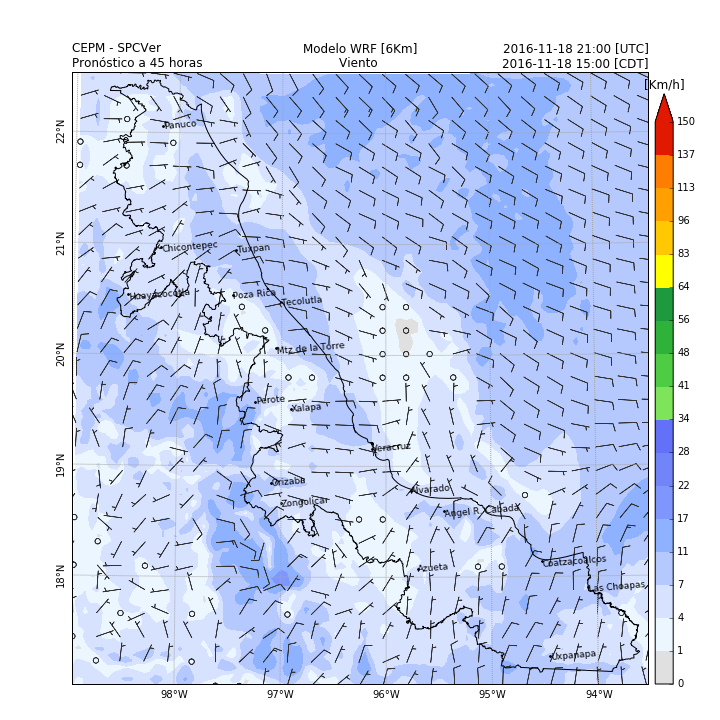 CEPM - SPCVer Modelo WRF [6Km] 2016-11-18 21:00 [UTC]
Pronóstico a 45 horas Viento 2016-11-18 15:00 [CDT]
[Km/h]
150
137
113
96
83
64
56
48
41
34
28
22
17
11
7
4
1
0
22°N
21°N
20°N
19°N
18°N
Panuco
Chicontepec
Tuxpan
Huayacocotla
Poza Rica
Tecolutla
Mtz de la Torre
Perote
Xalapa
Veracruz
Orizaba
Zongolica
Alvarado
Angel R. Cabada
Azueta
Coatzacoalcos
Las Choapas
Uxpanapa
98°W 97°W 96°W 95°W 94°W